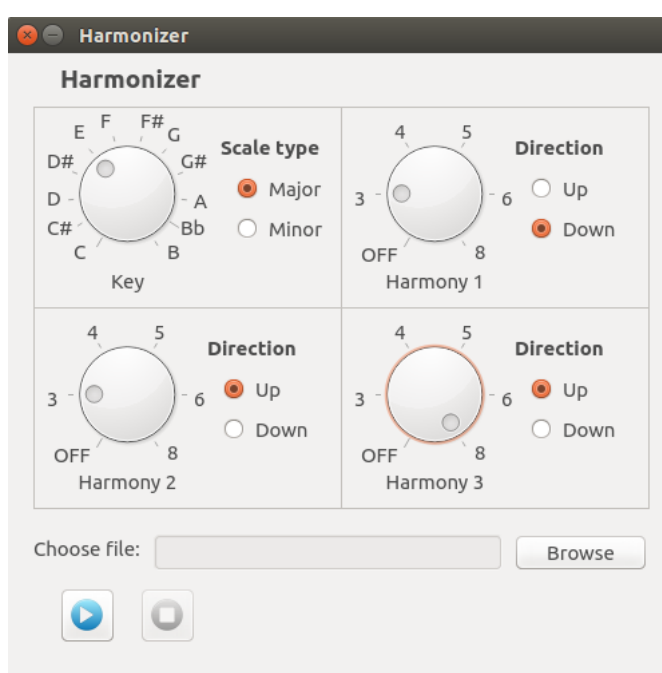 Harmonizer
Harmonizer
E F F# G
D# G#
D A
C# Bb
C B
Key
Scale type
Major
Minor
4 5
3 6
OFF 8
Harmony 1
Direction
Up
Down
4 5
3 6
OFF 8
Harmony 2
Direction
Up
Down
4 5
3 6
OFF 8
Harmony 3
Direction
Up
Down
Choose file:
Browse